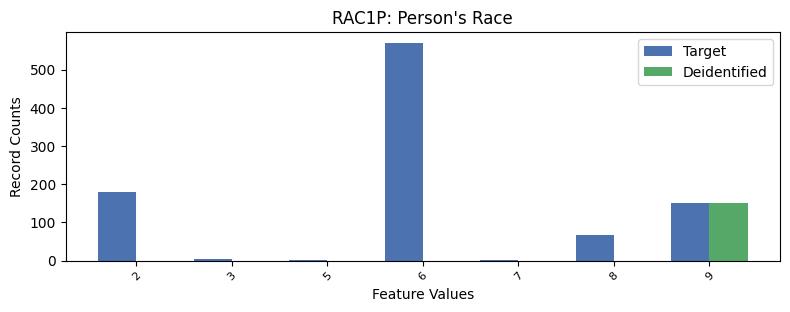 RAC1P: Person's Race
Target
Deidentified
Record Counts
500
400
300
200
100
0
2 3 5 6 7 8 9
Feature Values